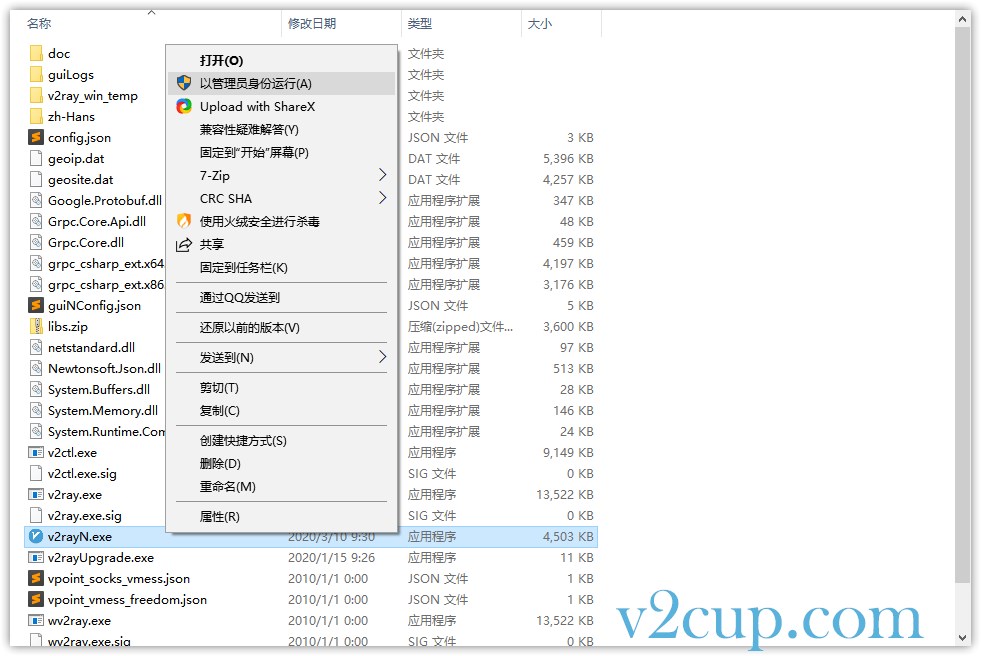 名称 修改日期 类型 大小
doc 文件夹
打开(O)
guiLogs 文件夹
以管理员身份运行(A)
v2ray_win_temp 文件夹
Upload with ShareX
zh-Hans 文件夹
兼容性疑难解答(Y)
config.json JSON 文件 3 KB
固定到"开始"屏幕(P)
geoip.dat DAT 文件 5,396 KB
7-Zip
geosite.dat DAT 文件 4,257 KB
CRC SHA
Google.Protobuf.dll 应用程序扩展 347 KB
使用火绒安全进行杀毒
Grpc.Core.Api.dll 应用程序扩展 48 KB
共享
Grpc.Core.dll 应用程序扩展 459 KB
固定到任务栏(K)
grpc_csharp_ext.x64 应用程序扩展 4,197 KB
grpc_csharp_ext.x86 应用程序扩展 3,176 KB
通过QQ发送到
guiNConfig.json JSON 文件 5 KB
libs.zip 压缩(zipped)文件... 3,600 KB
还原以前的版本(V)
netstandard.dll 应用程序扩展 97 KB
发送到(N)
Newtonsoft.Json.dll 应用程序扩展 513 KB
System.Buffers.dll 应用程序扩展 28 KB
剪切(T)
System.Memory.dll 应用程序扩展 146 KB
复制(C)
System.Runtime.Com 应用程序扩展 24 KB
创建快捷方式(S)
v2ctl.exe 应用程序 9,149 KB
删除(D)
v2ctl.exe.sig SIG 文件 0 KB
重命名(M)
v2ray.exe 应用程序 13,522 KB
v2ray.exe.sig SIG 文件 0 KB
属性(R)
v2rayN.exe 2020/3/10 9:30 应用程序 4,503 KB
v2rayUpgrade.exe 2020/1/15 9:26 应用程序 11 KB
vpoint_socks_vmess.json 2010/1/1 0:00 JSON 文件 1 KB
vpoint_vmess_freedom.json 2010/1/1 0:00 JSON 文件 1 KB
wv2ray.exe 2010/1/1 0:00 应用程序 13,522 KB
wv2ray.exe.sig 2010/1/1 0:00 SIG 文件 0 KB
v2cup.com